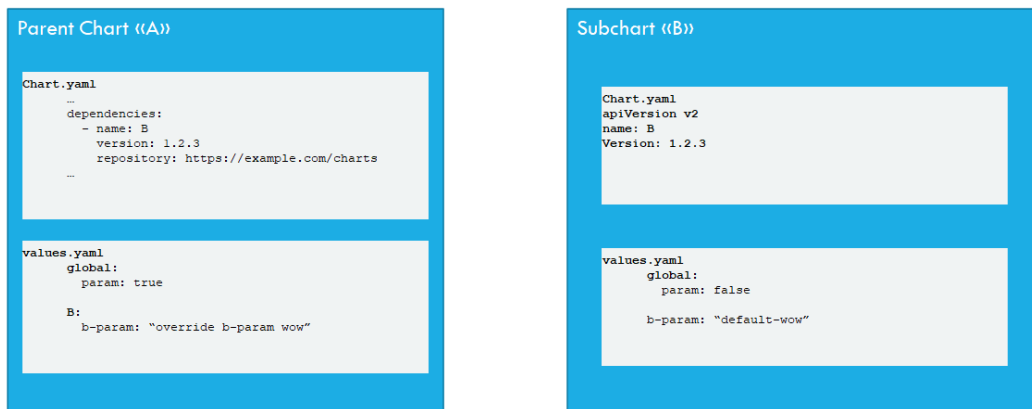 Parent Chart «A»
Chart.yaml
…
dependencies:
- name: B
version: 1.2.3
repository: https://example.com/charts
…
values.yaml
global:
param: true
B:
b-param: “override b-param wow”
Subchart «B»
Chart.yaml
apiVersion v2
name: B
Version: 1.2.3
values.yaml
global:
param: false
b-param: “default-wow”